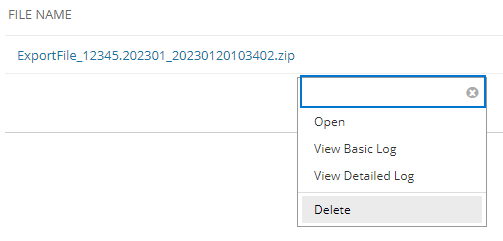 FILE NAME
ExportFile_12345.202301_20230120103402.zip
Open
View Basic Log
View Detailed Log
Delete